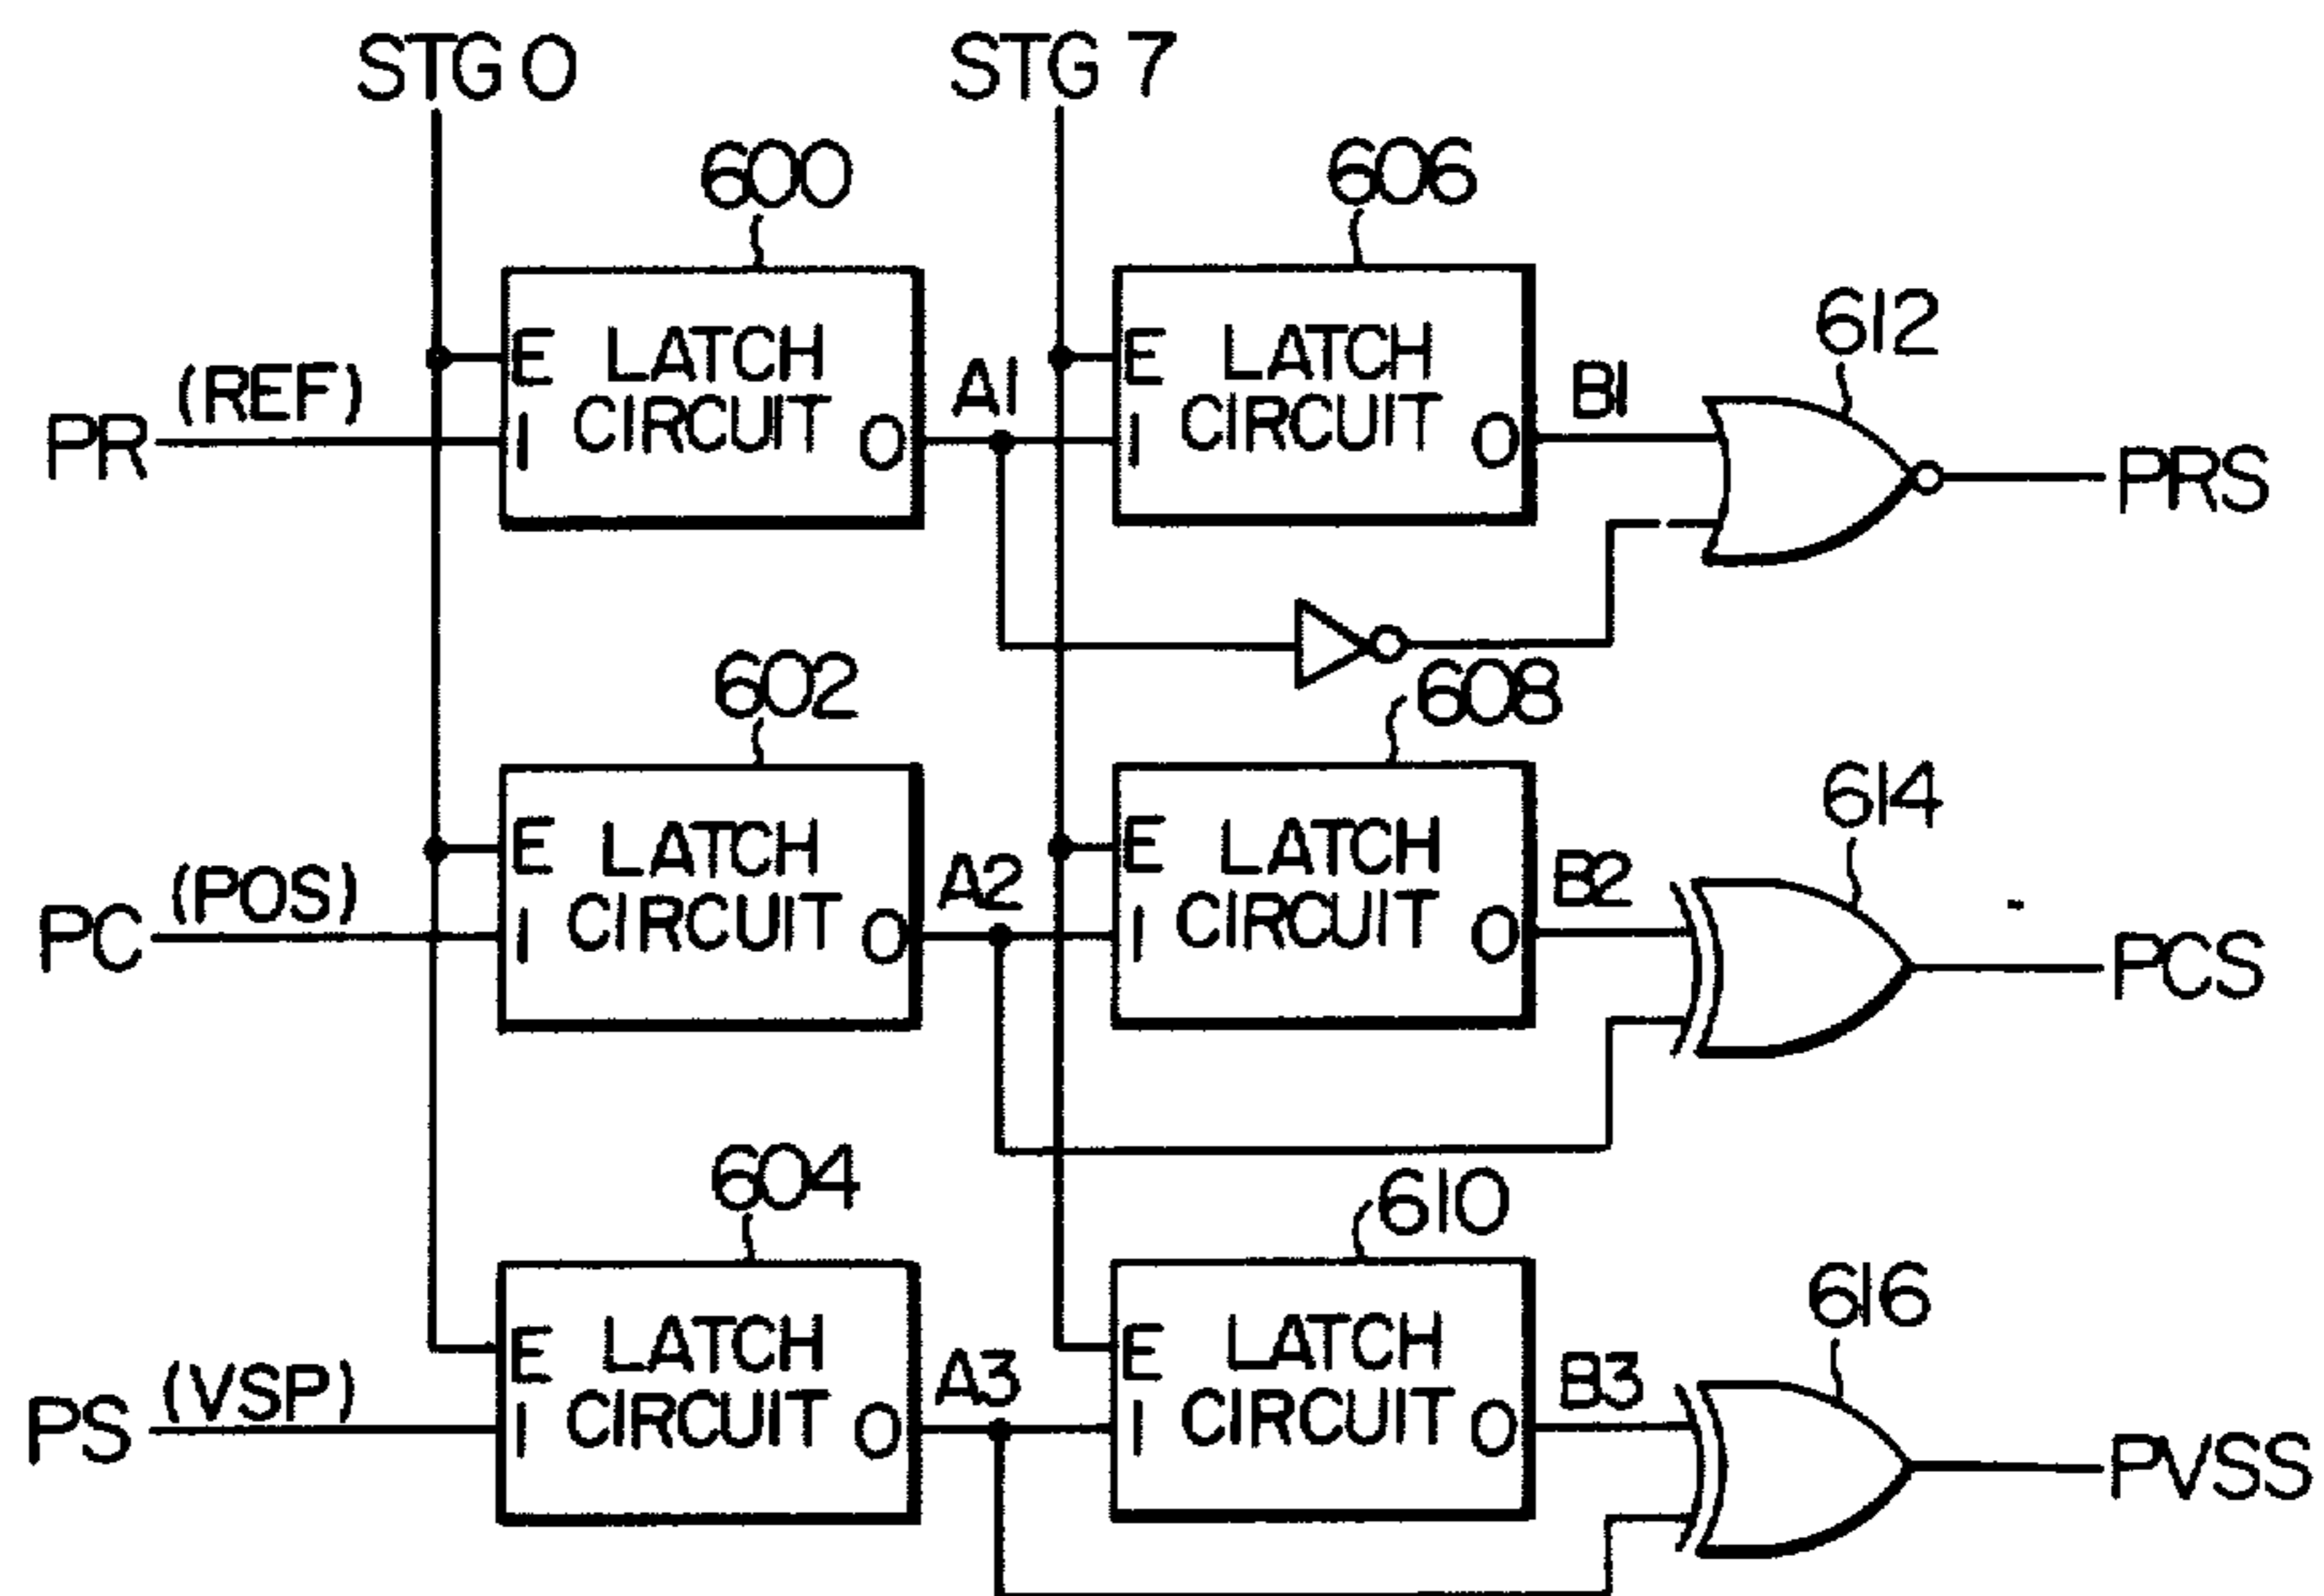 STG 0
STG 7
600
606
612
PR
(REF)
E
LATCH
CIRCUIT
I
O
A1
E
LATCH
CIRCUIT
I
O
B1
PRS
602
608
614
PC
(POS)
E
LATCH
CIRCUIT
I
O
A2
E
LATCH
CIRCUIT
I
O
B2
PCS
604
610
616
PS
(VSP)
E
LATCH
CIRCUIT
I
O
A3
E
LATCH
CIRCUIT
I
O
B3
PVSS